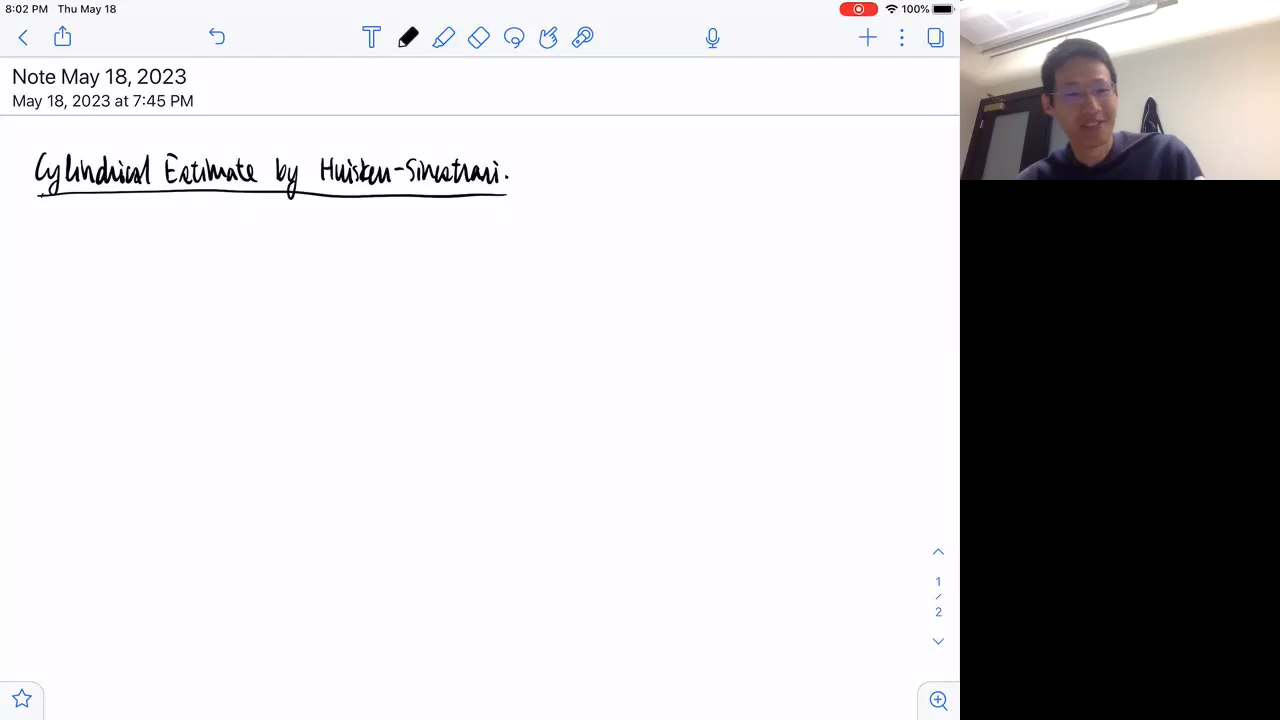 8:02 PM Thu May 18
100%
Note May 18, 2023
May 18, 2023 at 7:45 PM
Cylindrical Estimate by Huisken-Sinestrari.
1
/
2